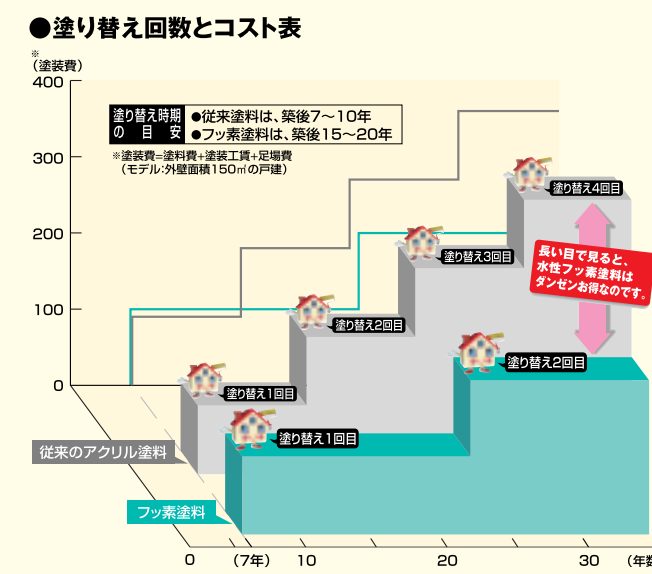 ●塗り替え回数とコスト表
※
（塗装費）
400
300
200
100
0
塗り替え時期
の目安
●従来塗料は、築後7～10年
●フッ素塗料は、築後15～20年
※塗装費=塗料費+塗装工賃+足場費
（モデル：外壁面積150㎡の戸建）
塗り替え4回目
塗り替え3回目
塗り替え2回目
塗り替え1回目
長い目で見ると、
水性フッ素塗料は
ダンゼンお得なのです。
塗り替え2回目
塗り替え1回目
従来のアクリル塗料
フッ素塗料
0 （7年） 10 20 30 （年数